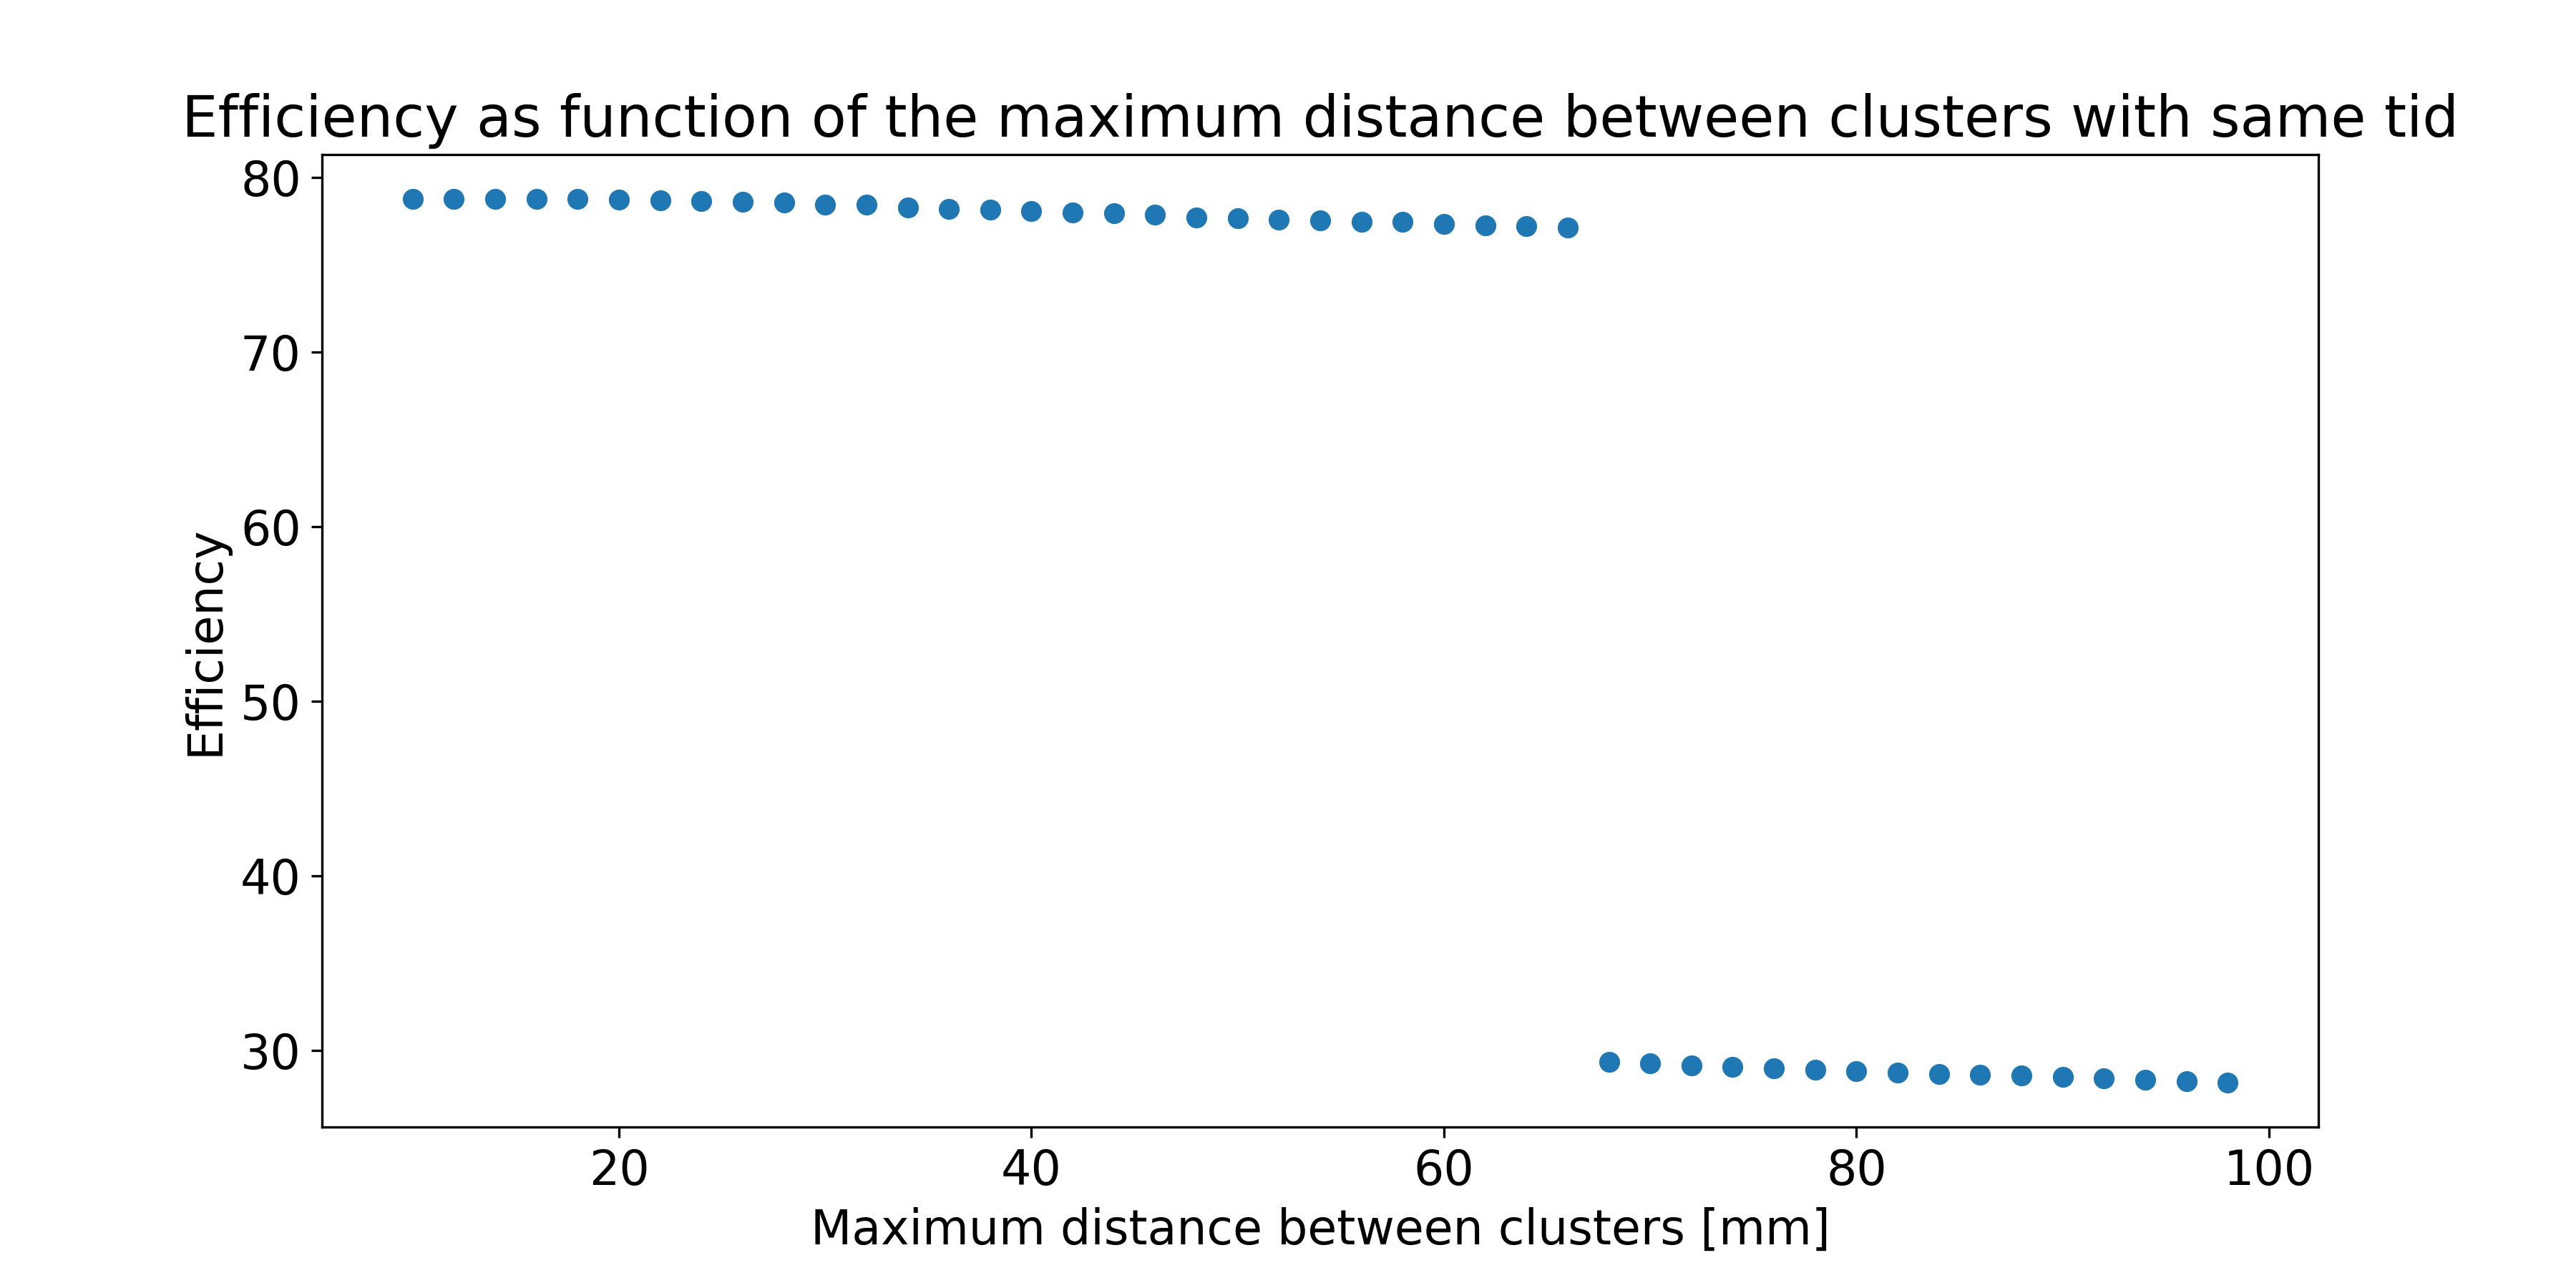 Efficiency as function of the maximum distance between clusters with same tid
80
70
60
50
40
30
Efficiency
20 40 60 80 100
Maximum distance between clusters [mm]